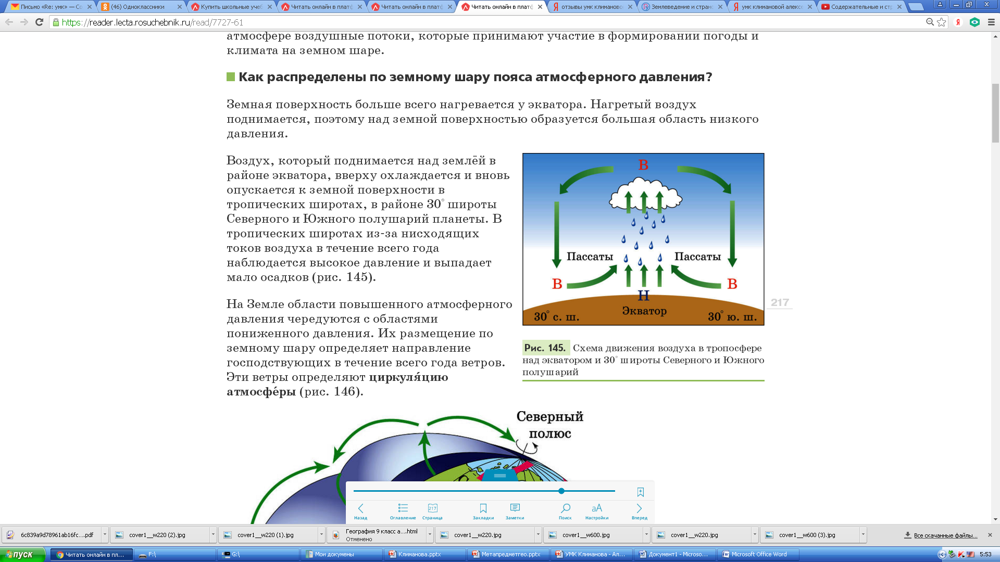 Письмо «Re: умк» — Со
(46) Одноклассники
Купить школьные учеб
Читать онлайн в платф
Читать онлайн в платф
Читать онлайн в платф
отзывы умк климаново
Землеведение и стран
умк климановой алексе
Содержательные и стр
https://reader.lecta.rosuchebnik.ru/read/7727-61
атмосфере воздушные потоки, которые принимают участие в формировании погоды и
климата на земном шаре.
Как распределены по земному шару пояса атмосферного давления?
Земная поверхность больше всего нагревается у экватора. Нагретый воздух
поднимается, поэтому над земной поверхностью образуется большая область низкого
давления.
Воздух, который поднимается над землёй в
районе экватора, вверху охлаждается и вновь
опускается к земной поверхности в
тропических широтах, в районе 30° широты
Северного и Южного полушарий планеты. В
тропических широтах из-за нисходящих
токов воздуха в течение всего года
наблюдается высокое давление и выпадает
мало осадков (рис. 145).
На Земле области повышенного атмосферного
давления чередуются с областями
пониженного давления. Их размещение по
земному шару определяет направление
господствующих в течение всего года ветров.
Эти ветры определяют циркуля́цию
атмосфе́ры (рис. 146).
В
Пассаты
Пассаты
В
В
Н
Экватор
30° с. ш.
30° ю. ш.
217
Рис. 145. Схема движения воздуха в тропосфере
над экватором и 30° широты Северного и Южного
полушарий
Северный
полюс
С
217
Назад
Оглавление
Страница
Закладки
Заметки
Поиск
аА
Настройки
Вперед
6c839a9d78961ab16fc....pdf
cover1__w220 (2).jpg
cover1__w220 (1).jpg
География 9 класс а....html
Отменено
cover1__w220.jpg
cover1__w600.jpg
cover1__w220.jpg
cover1__w600 (3).jpg
Все скачанные файлы...
пуск
Читать онлайн в пл...
F:\
G:\
Мои докумены
Климанова.pptx
Метапредметгео.pptx
УМК Климанова - Ал...
Документ1 - Microso...
Microsoft Office Word
5:53